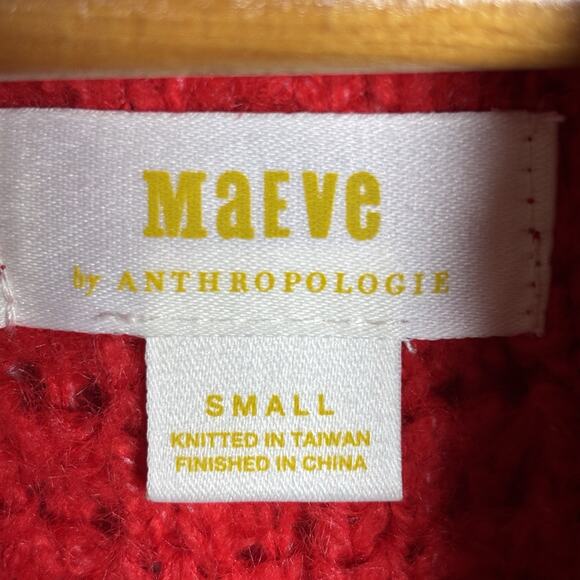 MaEve
by ANTHROPOLOGIE
SMALL
KNITTED IN TAIWAN
FINISHED IN CHINA